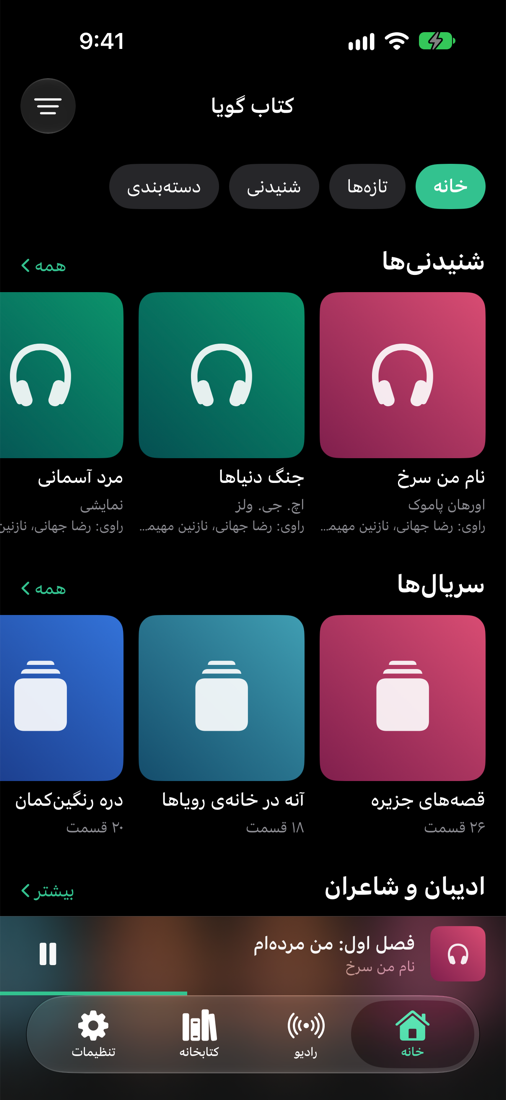 9:41
کتاب گویا
خانه
تازه‌ها
شنیدنی
دسته‌بندی
شنیدنی‌ها
همه
نام من سرخ
اورهان پاموک
راوی: رضا جهانی، نازنین مهیم...
جنگ دنیاها
اچ. جی. ولز
راوی: رضا جهانی، نازنین مهیم...
مرد آسمانی
نمایشی
راوی: رضا جهانی، نازنین
سریال‌ها
همه
قصه‌های جزیره
۲۶ قسمت
آنه در خانه‌ی رویاها
۱۸ قسمت
دره رنگین‌کمان
۲۰ قسمت
ادیبان و شاعران
بیشتر
فصل اول: من مرده‌ام
نام من سرخ
خانه
رادیو
کتابخانه
تنظیمات